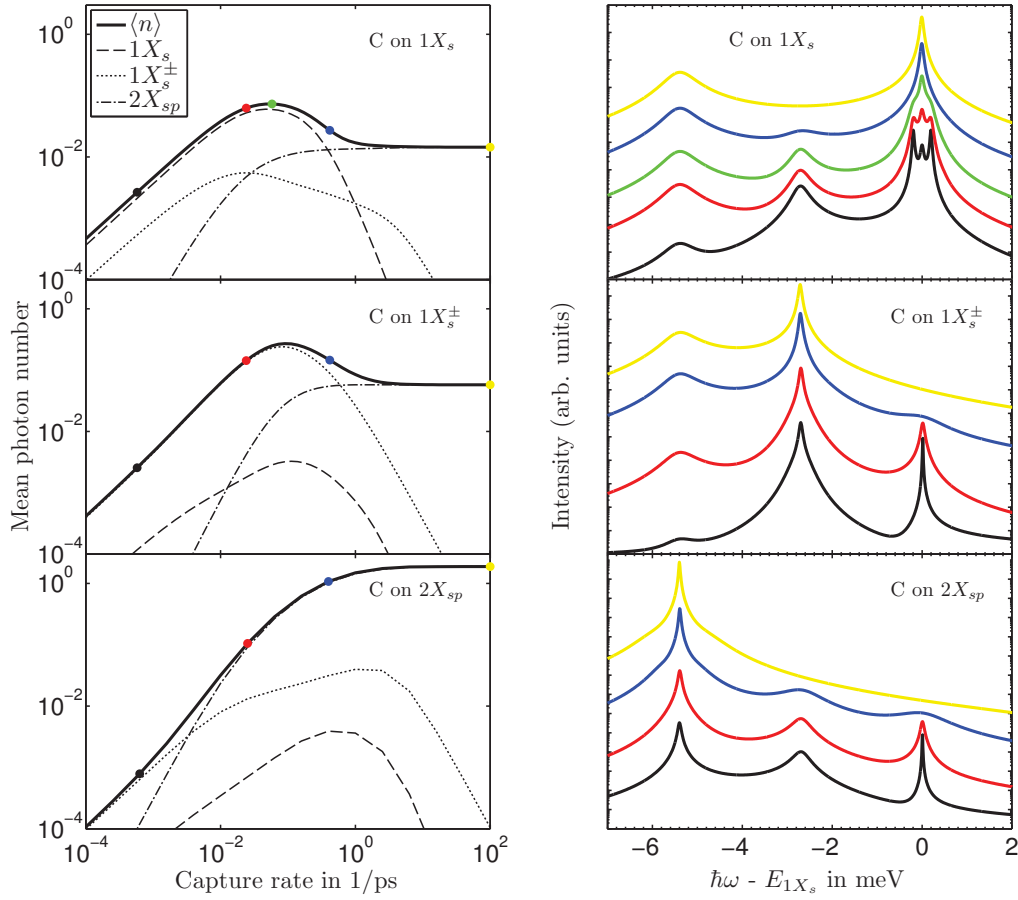 10^0
10^-2
10^-4
⟨n⟩
1X_s
1X_s^±
2X_sp
C on 1X_s
C on 1X_s
10^0
10^-2
10^-4
C on 1X_s^±
C on 1X_s^±
10^0
10^-2
10^-4
C on 2X_sp
C on 2X_sp
Mean photon number
Intensity (arb. units)
10^-4 10^-2 10^0 10^2
Capture rate in 1/ps
−6 −4 −2 0 2
ħω - E_{1X_s} in meV